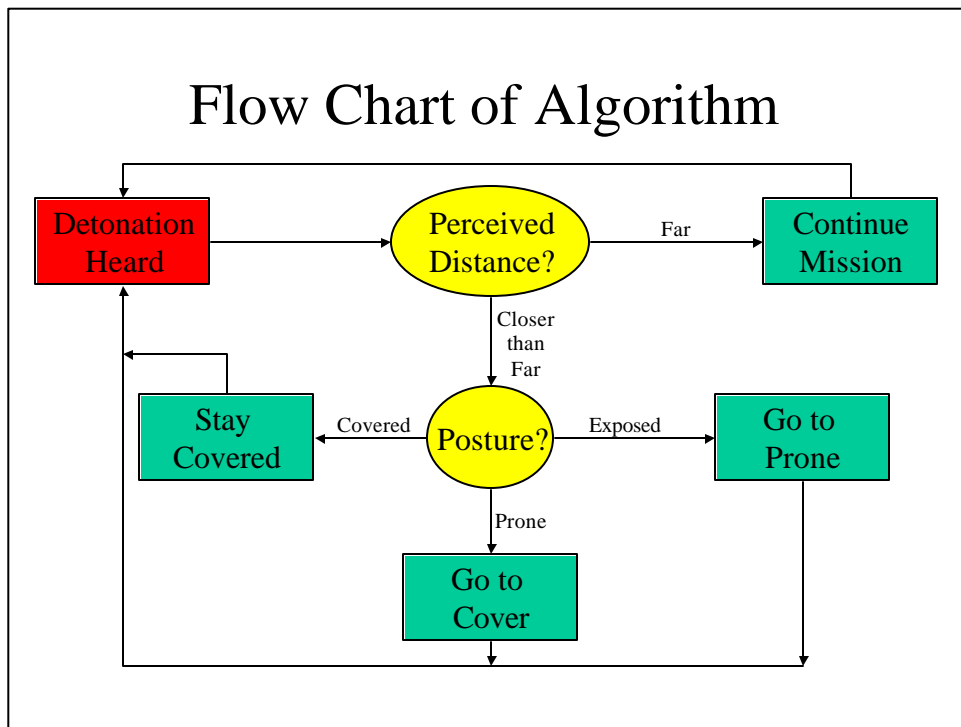 Flow Chart of Algorithm
Detonation
Heard
Perceived
Distance?
Far
Continue
Mission
Closer
than
Far
Stay
Covered
Covered
Posture?
Exposed
Go to
Prone
Prone
Go to
Cover